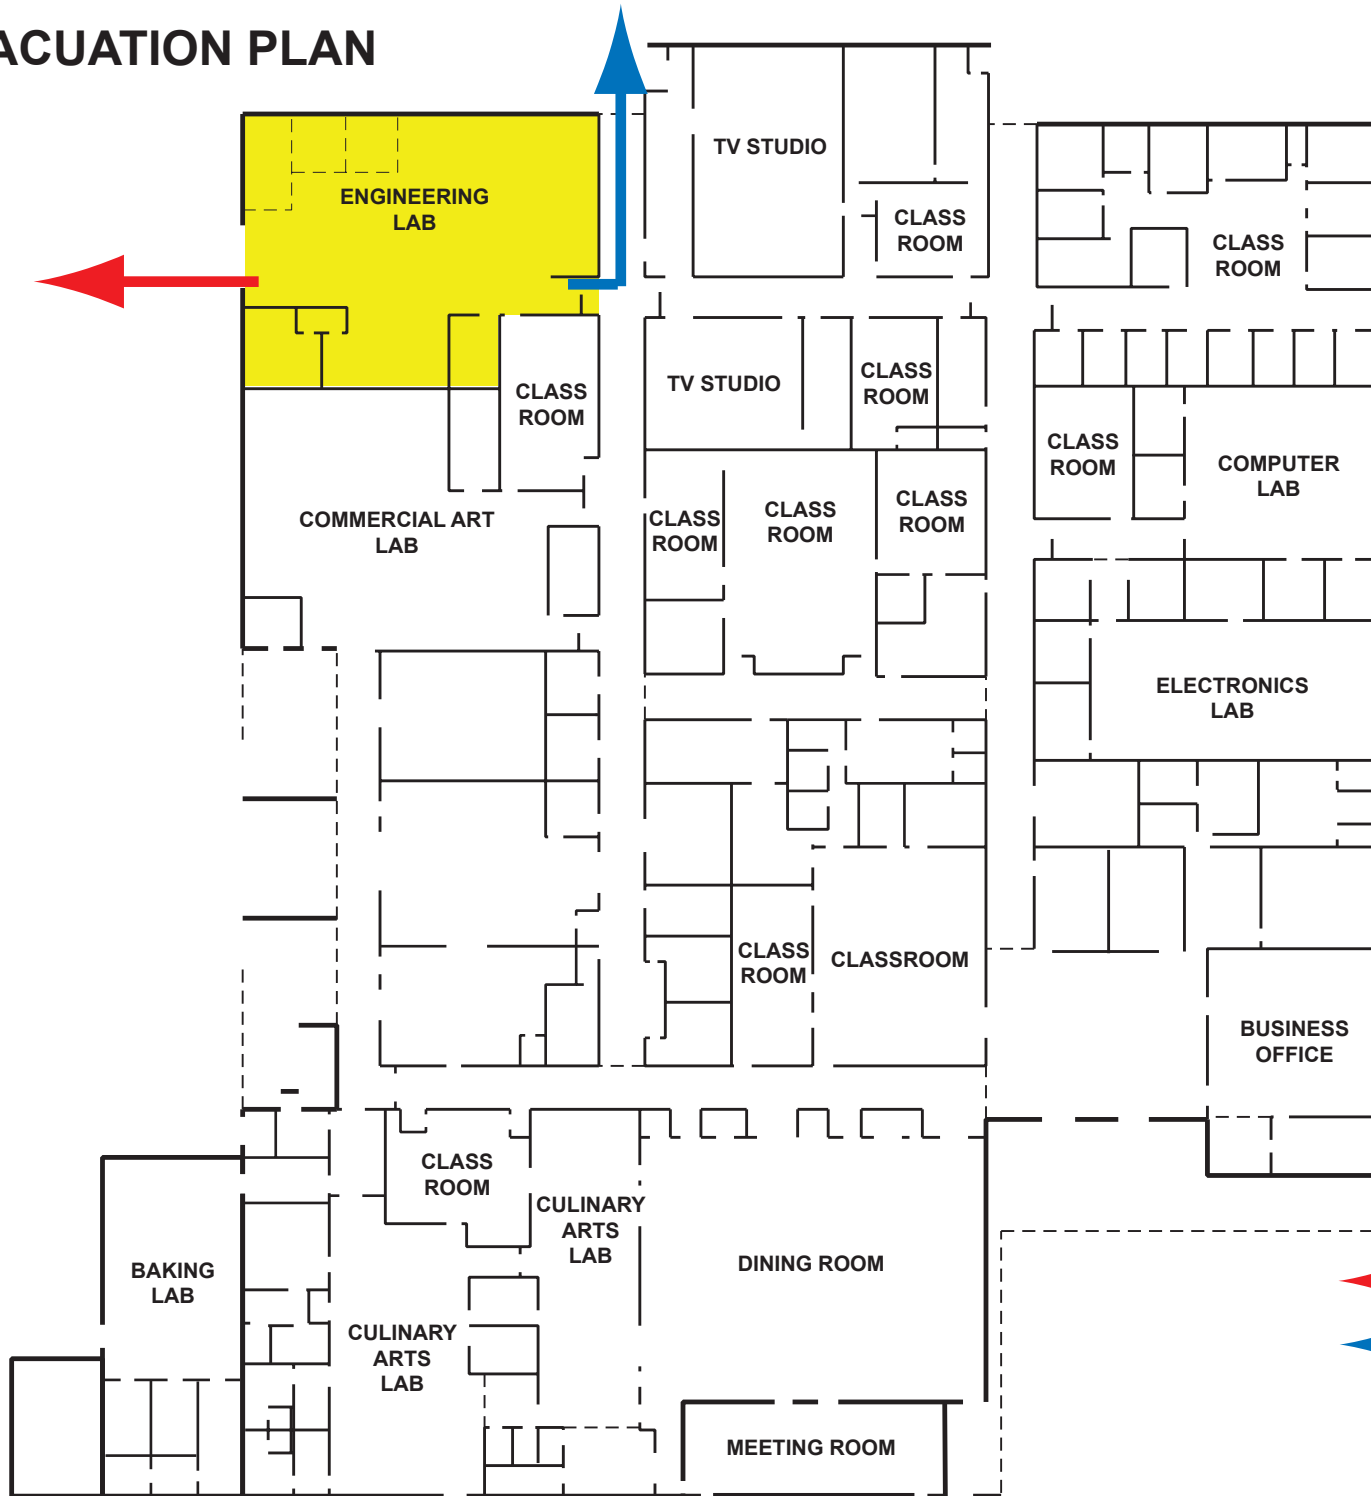 ACUATION PLAN
TV STUDIO
ENGINEERING
LAB
CLASS
ROOM
CLASS
ROOM
TV STUDIO
CLASS
ROOM
CLASS
ROOM
CLASS
ROOM
COMPUTER
LAB
COMMERCIAL ART
LAB
CLASS
ROOM
CLASS
ROOM
CLASS
ROOM
ELECTRONICS
LAB
CLASS
ROOM
CLASSROOM
BUSINESS
OFFICE
CLASS
ROOM
CULINARY
ARTS
LAB
DINING ROOM
BAKING
LAB
CULINARY
ARTS
LAB
MEETING ROOM